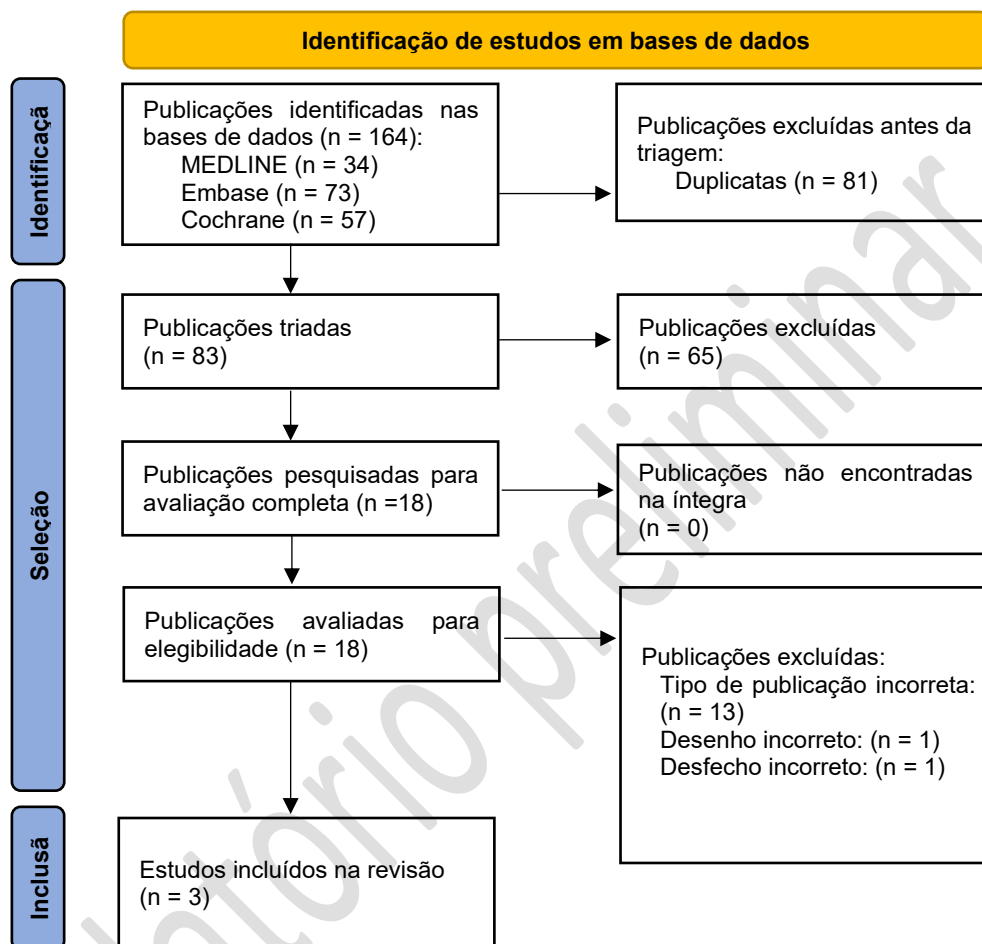 Identificação de estudos em bases de dados
Identificaçã
Publicações identificadas nas
bases de dados (n = 164):
MEDLINE (n = 34)
Embase (n = 73)
Cochrane (n = 57)
Publicações excluídas antes da
triagem:
Duplicatas (n = 81)
Seleção
Publicações triadas
(n = 83)
Publicações excluídas
(n = 65)
Publicações pesquisadas para
avaliação completa (n =18)
Publicações não encontradas
na íntegra
(n = 0)
Publicações avaliadas para
elegibilidade (n = 18)
Publicações excluídas:
Tipo de publicação incorreta:
(n = 13)
Desenho incorreto: (n = 1)
Desfecho incorreto: (n = 1)
Inclusã
Estudos incluídos na revisão
(n = 3)
atório preliminar